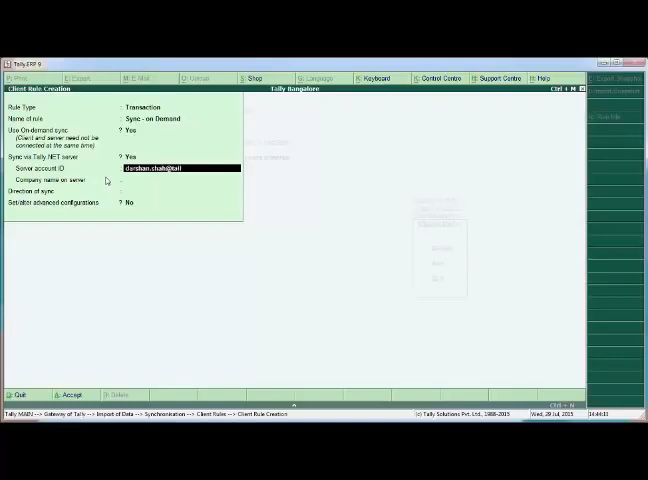 Tally.ERP 9
P: Print E: Export M: E-Mail O: Upload S: Shop G: Language K: Keyboard K: Control Centre H: Support Centre H: Help
Client Rule Creation Tally Bangalore Ctrl + M
Rule Type : Transaction
Name of rule : Sync - on Demand
Use On-demand sync ? Yes
(Client and server need not be
connected at the same time)
Sync via Tally.NET server ? Yes
Server account ID : darshan.shah@tall
Company name on server :
Direction of sync :
Set/alter advanced configurations ? No
Q: Quit A: Accept D: Delete
Ctrl + N
Tally MAIN --> Gateway of Tally --> Import of Data --> Synchronisation --> Client Rules --> Client Rule Creation (c) Tally Solutions Pvt. Ltd., 1988-2015 Wed, 29 Jul, 2015 14:44:11